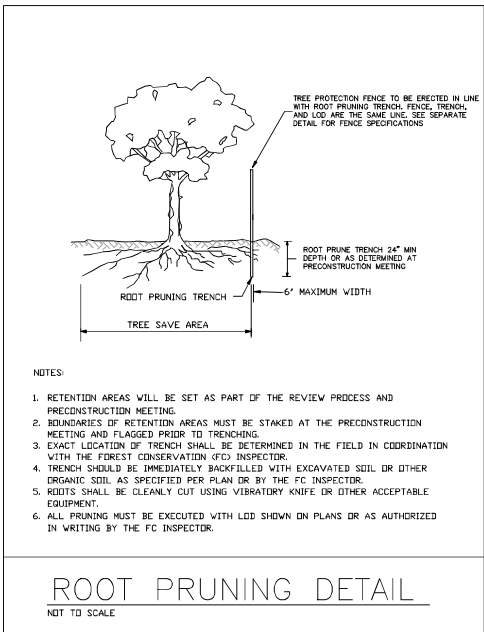 TREE PROTECTION FENCE TO BE ERECTED IN LINE
WITH ROOT PRUNING TRENCH. FENCE, TRENCH,
AND LOD ARE THE SAME LINE. SEE SEPARATE
DETAIL FOR FENCE SPECIFICATIONS
ROOT PRUNE TRENCH 24" MIN
DEPTH OR AS DETERMINED AT
PRECONSTRUCTION MEETING
ROOT PRUNING TRENCH
6" MAXIMUM WIDTH
TREE SAVE AREA
NOTES:
1. RETENTION AREAS WILL BE SET AS PART OF THE REVIEW PROCESS AND
PRECONSTRUCTION MEETING.
2. BOUNDARIES OF RETENTION AREAS MUST BE STAKED AT THE PRECONSTRUCTION
MEETING AND FLAGGED PRIOR TO TRENCHING.
3. EXACT LOCATION OF TRENCH SHALL BE DETERMINED IN THE FIELD IN COORDINATION
WITH THE FOREST CONSERVATION (FC) INSPECTOR.
4. TRENCH SHOULD BE IMMEDIATELY BACKFILLED WITH EXCAVATED SOIL OR OTHER
ORGANIC SOIL AS SPECIFIED PER PLAN OR BY THE FC INSPECTOR.
5. ROOTS SHALL BE CLEANLY CUT USING VIBRATORY KNIFE OR OTHER ACCEPTABLE
EQUIPMENT.
6. ALL PRUNING MUST BE EXECUTED WITH LOD SHOWN ON PLANS OR AS AUTHORIZED
IN WRITING BY THE FC INSPECTOR.
ROOT PRUNING DETAIL
NOT TO SCALE